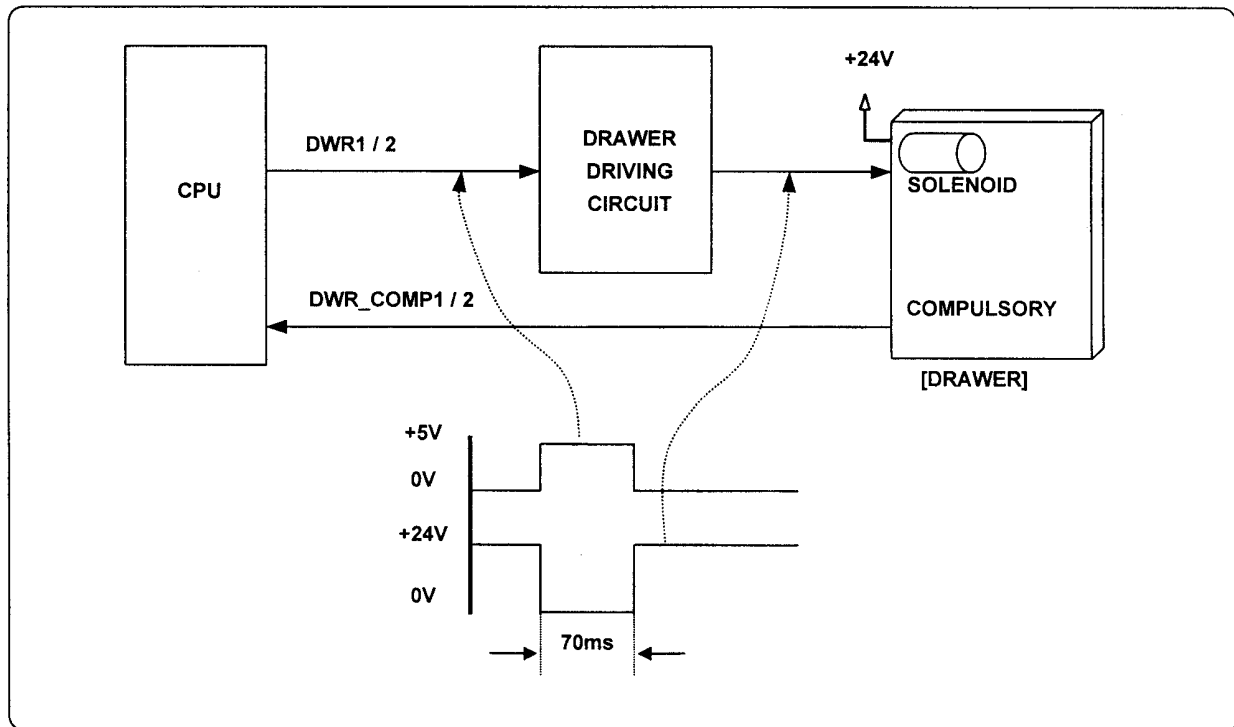 +24V
DWR1 / 2
CPU
DRAWER
DRIVING
CIRCUIT
SOLENOID
DWR_COMP1 / 2
COMPULSORY
[DRAWER]
+5V
0V
+24V
0V
70ms